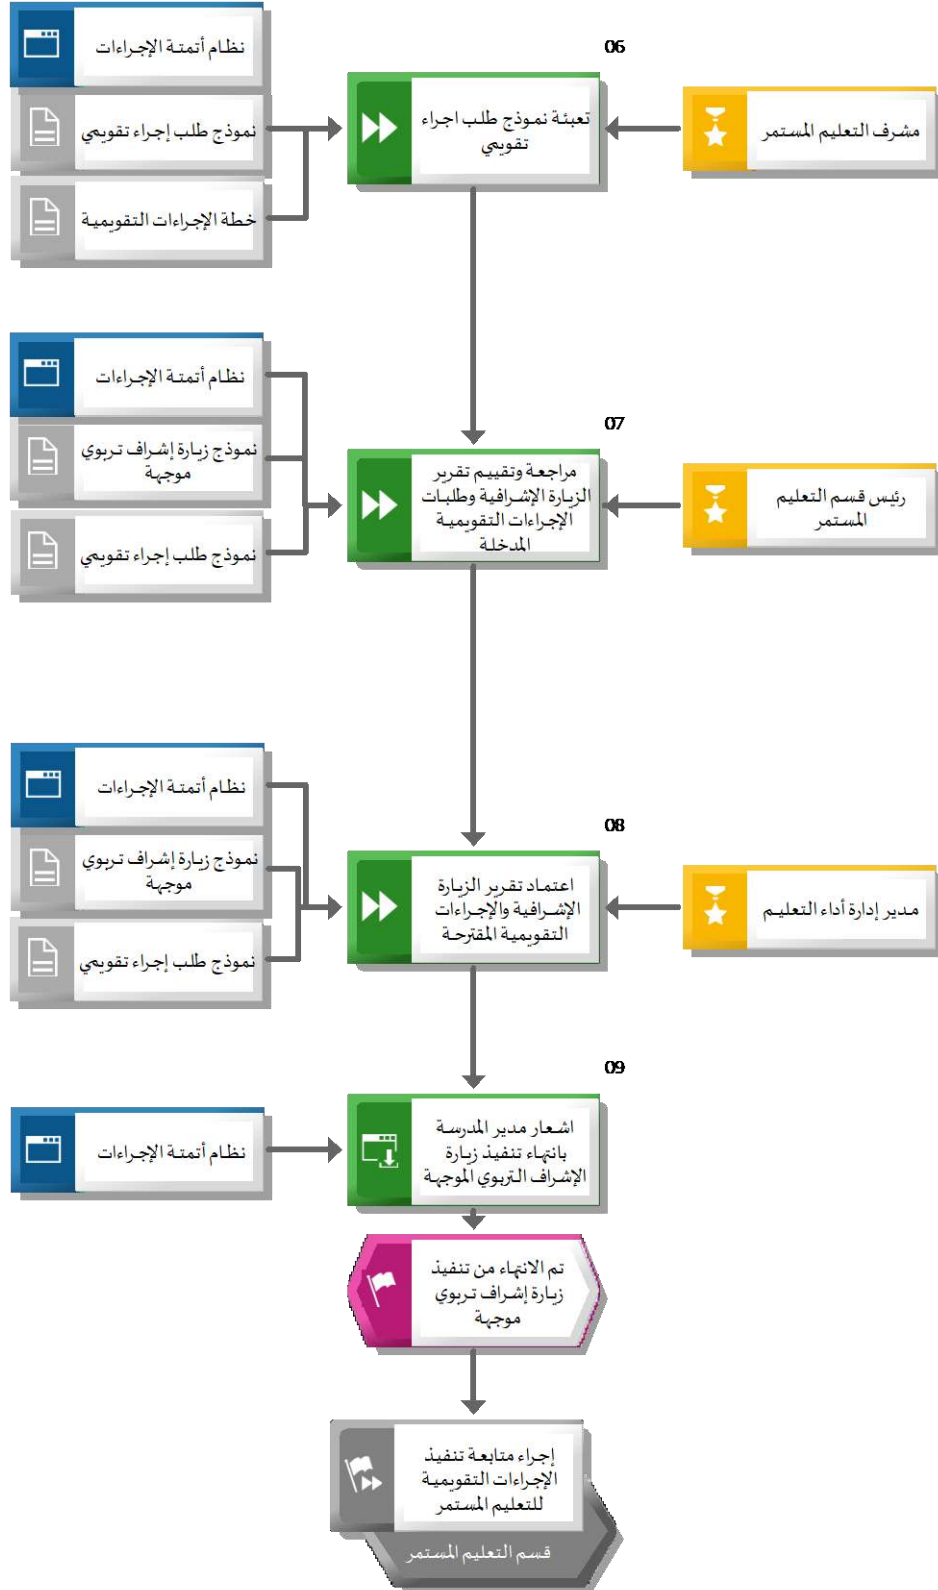 06
مشرف التعليم المستمر
تعبئة نموذج طلب اجراء
تقويمي
نظام أتمتة الإجراءات
نموذج طلب إجراء تقويمي
خطة الإجراءات التقويمية
07
رئيس قسم التعليم
المستمر
مراجعة وتقييم تقرير
الزيارة الإشرافية وطلبات
الإجراءات التقويمية
المدخلة
نظام أتمتة الإجراءات
نموذج زيارة إشراف تربوي
موجهة
نموذج طلب إجراء تقويمي
08
مدير إدارة أداء التعليم
اعتماد تقرير الزيارة
الإشرافية والإجراءات
التقويمية المقترحة
نظام أتمتة الإجراءات
نموذج زيارة إشراف تربوي
موجهة
نموذج طلب إجراء تقويمي
09
اشعار مدير المدرسة
بانتهاء تنفيذ زيارة
الإشراف التربوي الموجهة
نظام أتمتة الإجراءات
تم الانتهاء من تنفيذ
زيارة إشراف تربوي
موجهة
إجراء متابعة تنفيذ
الإجراءات التقويمية
للتعليم المستمر
قسم التعليم المستمر